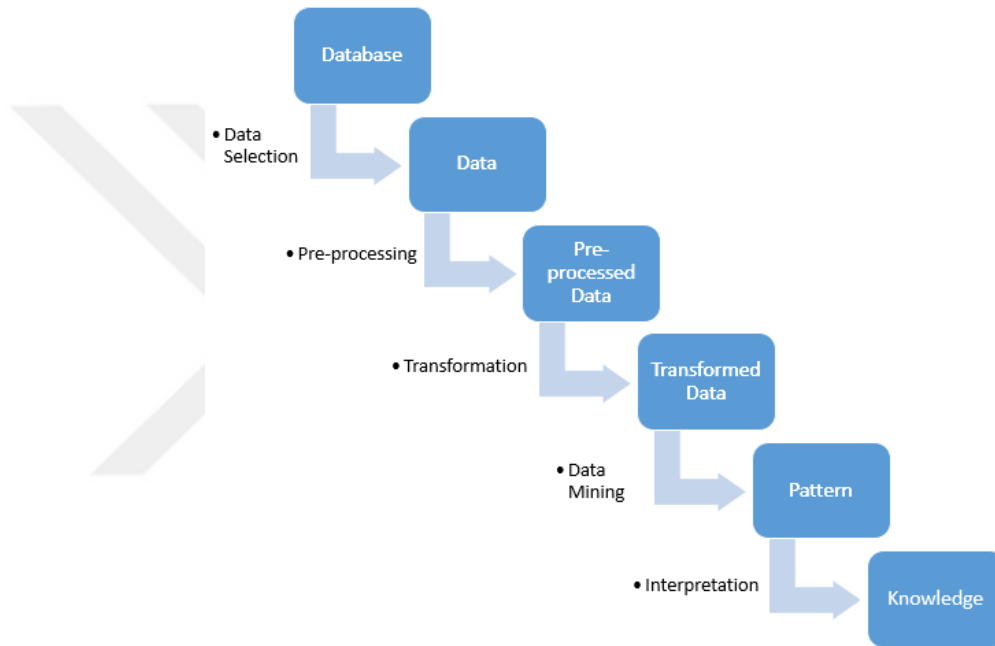 Database
• Data
Selection
Data
• Pre-processing
Pre-
processed
Data
• Transformation
Transformed
Data
• Data
Mining
Pattern
• Interpretation
Knowledge